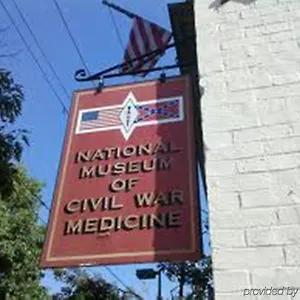 NATIONAL
MUSEUM
OF
CIVIL WAR
MEDICINE
provided by